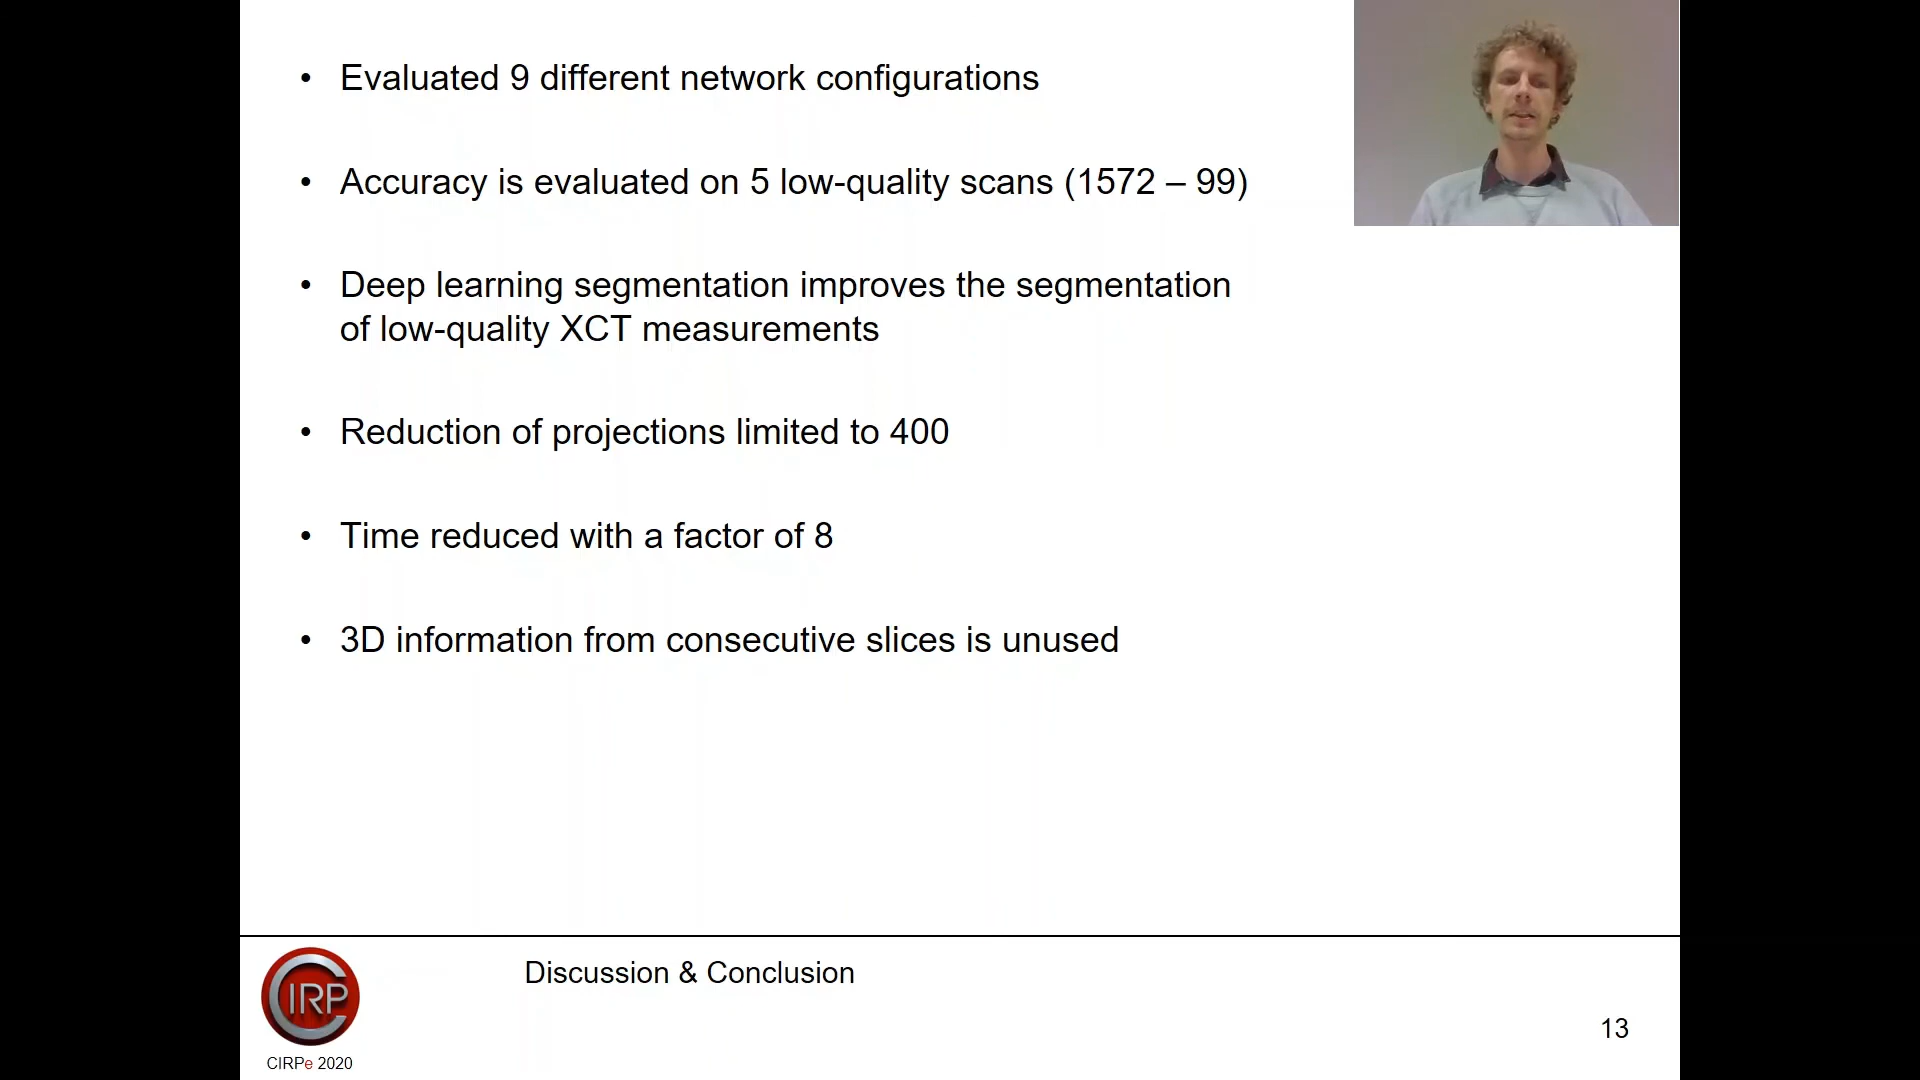 • Evaluated 9 different network configurations
• Accuracy is evaluated on 5 low-quality scans (1572 – 99)
• Deep learning segmentation improves the segmentation
of low-quality XCT measurements
• Reduction of projections limited to 400
• Time reduced with a factor of 8
• 3D information from consecutive slices is unused
Discussion & Conclusion
CIRP
13
CIRPe 2020